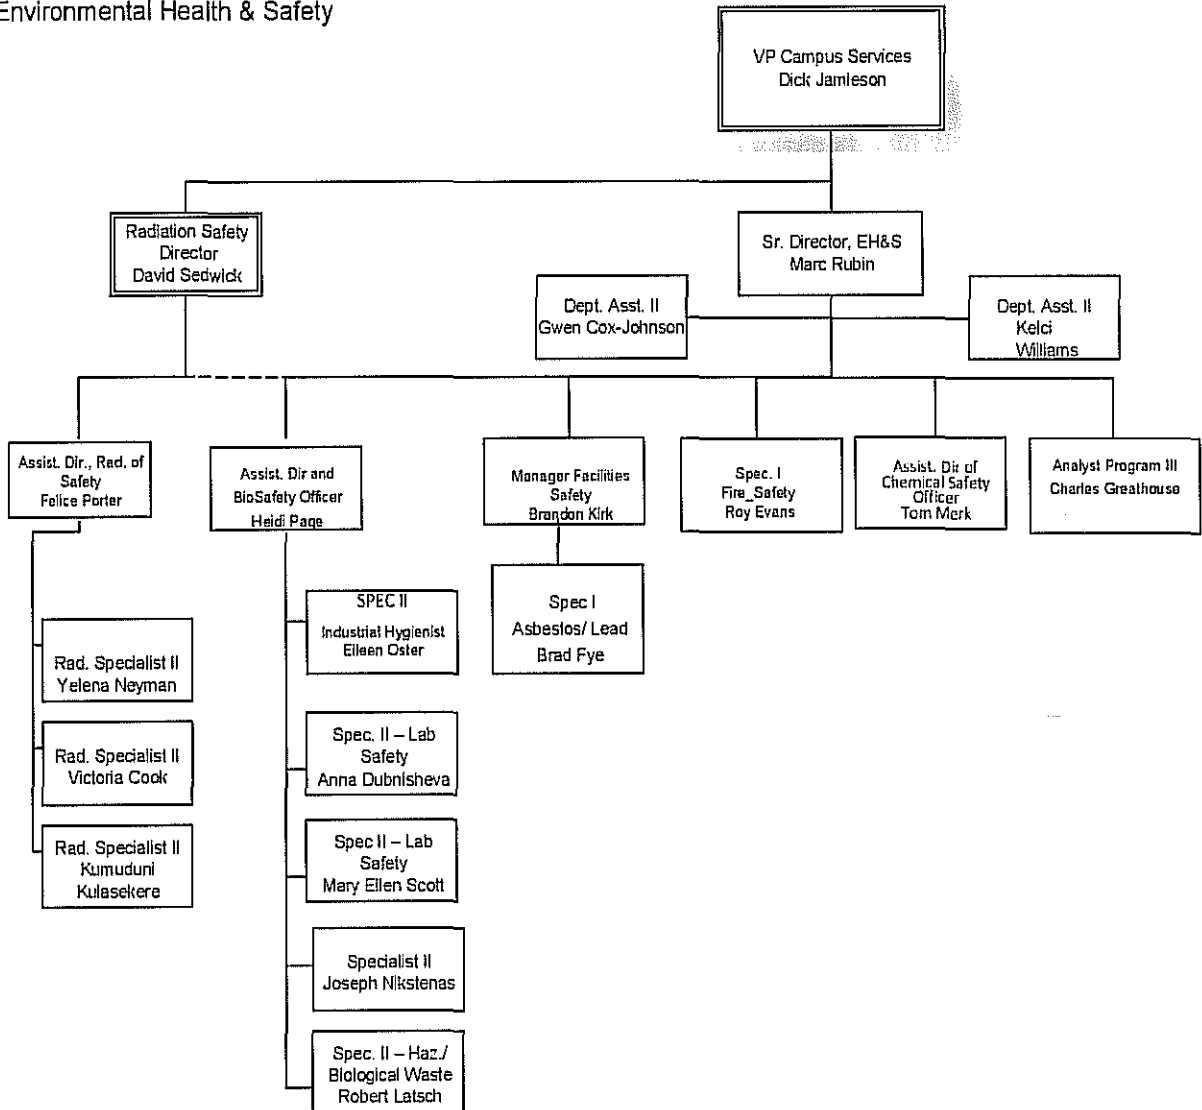 Environmental Health & Safety
VP Campus Services
Dick Jamieson
Radiation Safety
Director
David Sedwick
Sr. Director, EH&S
Marc Rubin
Dept. Asst. II
Gwen Cox-Johnson
Dept. Asst. II
Kelci
Williams
Assist. Dir., Rad. of
Safety
Felice Porter
Assist. Dir and
BioSafety Officer
Heidi Page
Manager Facilities
Safety
Brandon Kirk
Spec. I
Fire_Safety
Roy Evans
Assist. Dir of
Chemical Safety
Officer
Tom Merk
Analyst Program III
Charles Greathouse
Rad. Specialist II
Yelena Neyman
Rad. Specialist II
Victoria Cook
Rad. Specialist II
Kumuduni
Kulasekere
SPEC II
Industrial Hygienist
Eileen Oster
Spec. II – Lab
Safety
Anna Dubnisheva
Spec II – Lab
Safety
Mary Ellen Scott
Specialist II
Joseph Nikstenas
Spec. II – Haz./
Biological Waste
Robert Latsch
Spec I
Asbestos/ Lead
Brad Fye